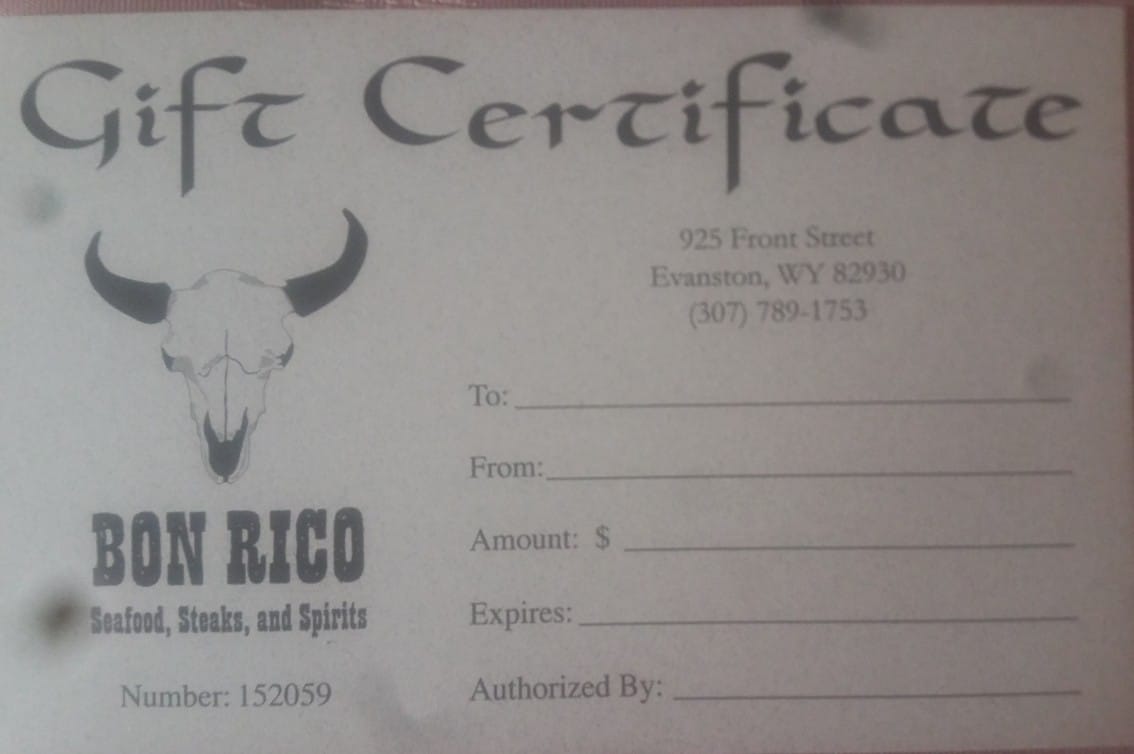 Gift Certificate
925 Front Street
Evanston, WY 82930
(307) 789-1753
To:
From:
Amount: $
Expires:
Authorized By:
BON RICO
Seafood, Steaks, and Spirits
Number: 152059